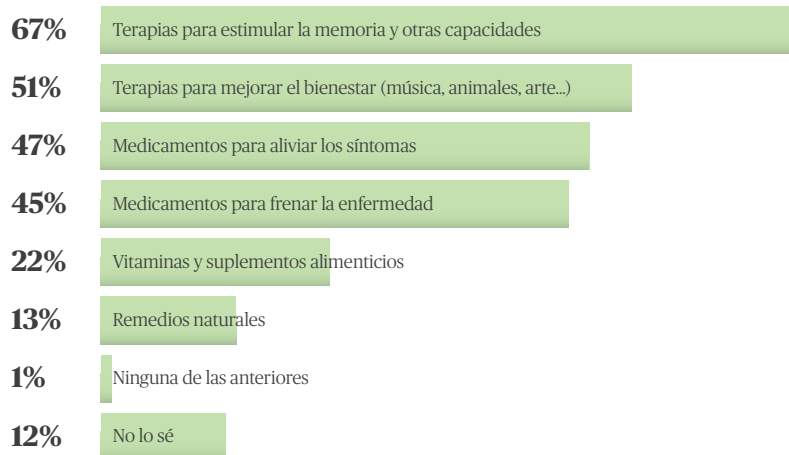 67% Terapias para estimular la memoria y otras capacidades
51% Terapias para mejorar el bienestar (música, animales, arte...)
47% Medicamentos para aliviar los síntomas
45% Medicamentos para frenar la enfermedad
22% Vitaminas y suplementos alimenticios
13% Remedios naturales
1% Ninguna de las anteriores
12% No lo sé